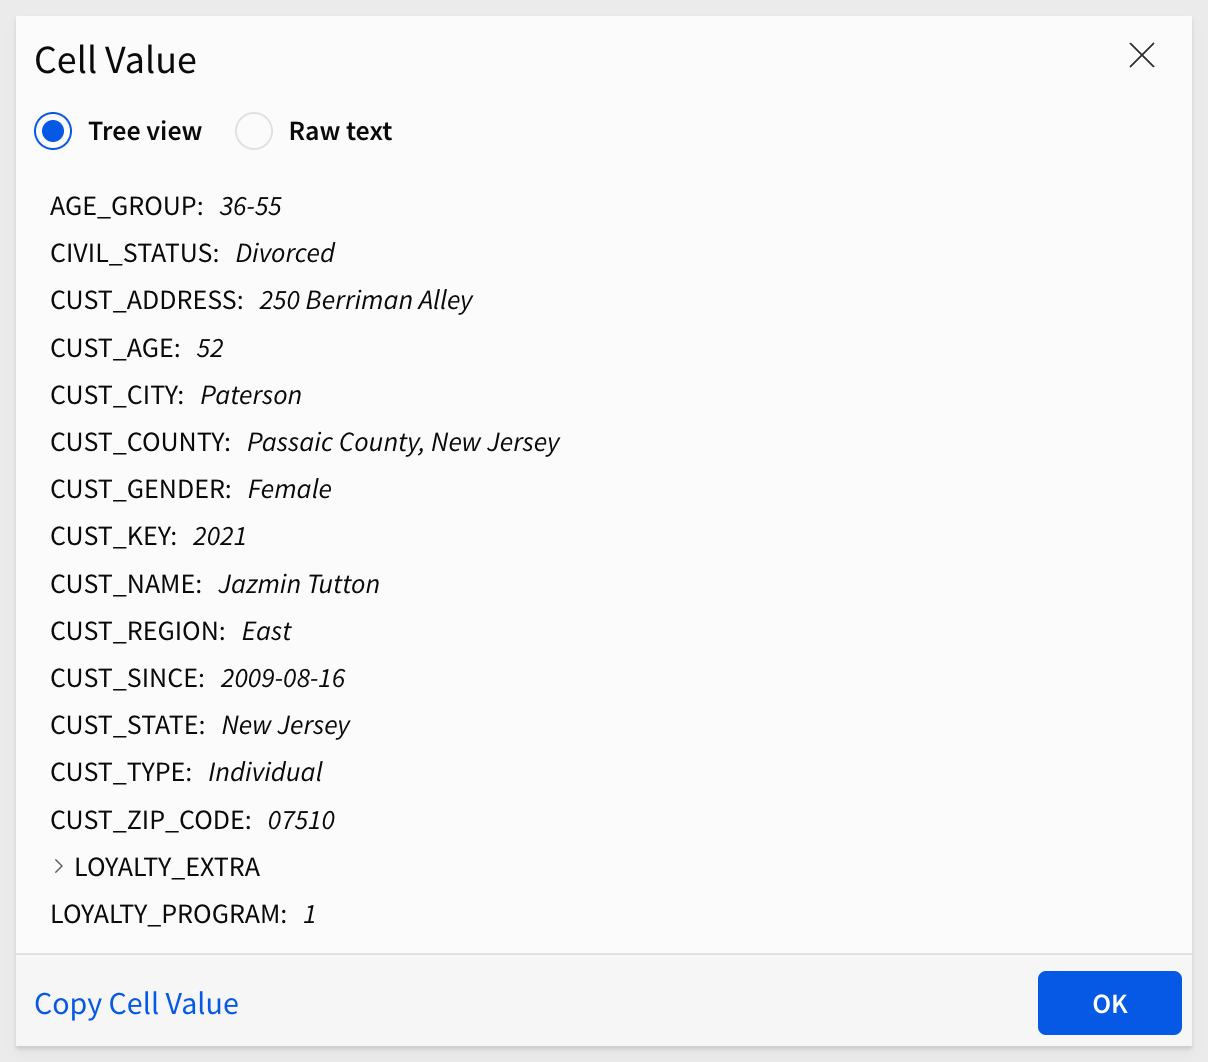 Cell Value
Tree view Raw text
AGE_GROUP: 36-55
CIVIL_STATUS: Divorced
CUST_ADDRESS: 250 Berriman Alley
CUST_AGE: 52
CUST_CITY: Paterson
CUST_COUNTY: Passaic County, New Jersey
CUST_GENDER: Female
CUST_KEY: 2021
CUST_NAME: Jazmin Tutton
CUST_REGION: East
CUST_SINCE: 2009-08-16
CUST_STATE: New Jersey
CUST_TYPE: Individual
CUST_ZIP_CODE: 07510
LOYALTY_EXTRA
LOYALTY_PROGRAM: 1
Copy Cell Value OK